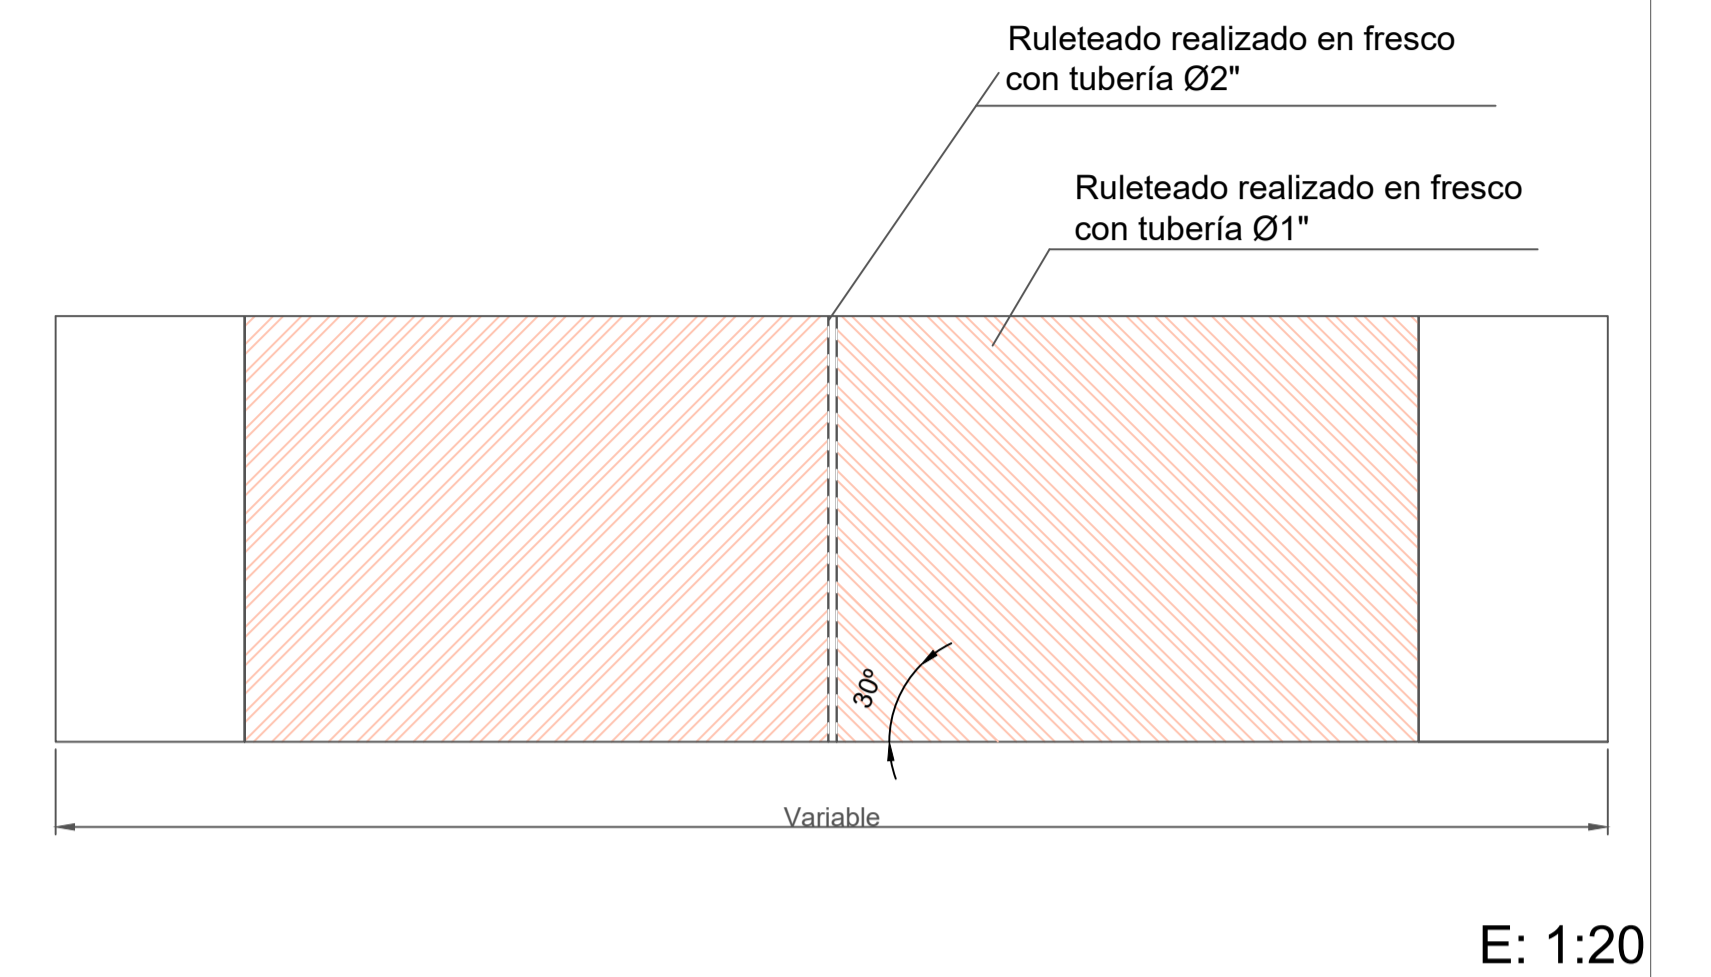 Ruleteado realizado en fresco
con tubería Ø2"
Ruleteado realizado en fresco
con tubería Ø1"
30º
Variable
E: 1:20